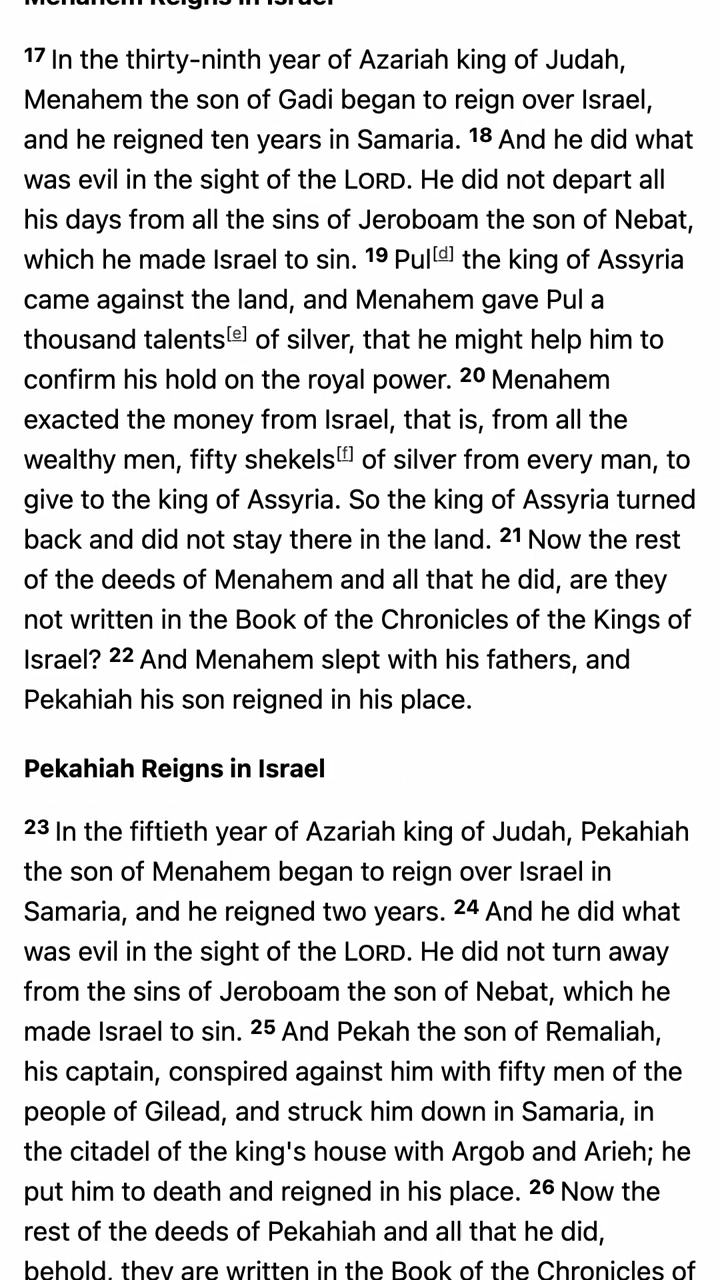 Menahem Reigns in Israel
17 In the thirty-ninth year of Azariah king of Judah,
Menahem the son of Gadi began to reign over Israel,
and he reigned ten years in Samaria. 18 And he did what
was evil in the sight of the LORD. He did not depart all
his days from all the sins of Jeroboam the son of Nebat,
which he made Israel to sin. 19 Pul[d] the king of Assyria
came against the land, and Menahem gave Pul a
thousand talents[e] of silver, that he might help him to
confirm his hold on the royal power. 20 Menahem
exacted the money from Israel, that is, from all the
wealthy men, fifty shekels[f] of silver from every man, to
give to the king of Assyria. So the king of Assyria turned
back and did not stay there in the land. 21 Now the rest
of the deeds of Menahem and all that he did, are they
not written in the Book of the Chronicles of the Kings of
Israel? 22 And Menahem slept with his fathers, and
Pekahiah his son reigned in his place.
Pekahiah Reigns in Israel
23 In the fiftieth year of Azariah king of Judah, Pekahiah
the son of Menahem began to reign over Israel in
Samaria, and he reigned two years. 24 And he did what
was evil in the sight of the LORD. He did not turn away
from the sins of Jeroboam the son of Nebat, which he
made Israel to sin. 25 And Pekah the son of Remaliah,
his captain, conspired against him with fifty men of the
people of Gilead, and struck him down in Samaria, in
the citadel of the king's house with Argob and Arieh; he
put him to death and reigned in his place. 26 Now the
rest of the deeds of Pekahiah and all that he did,
behold, they are written in the Book of the Chronicles of